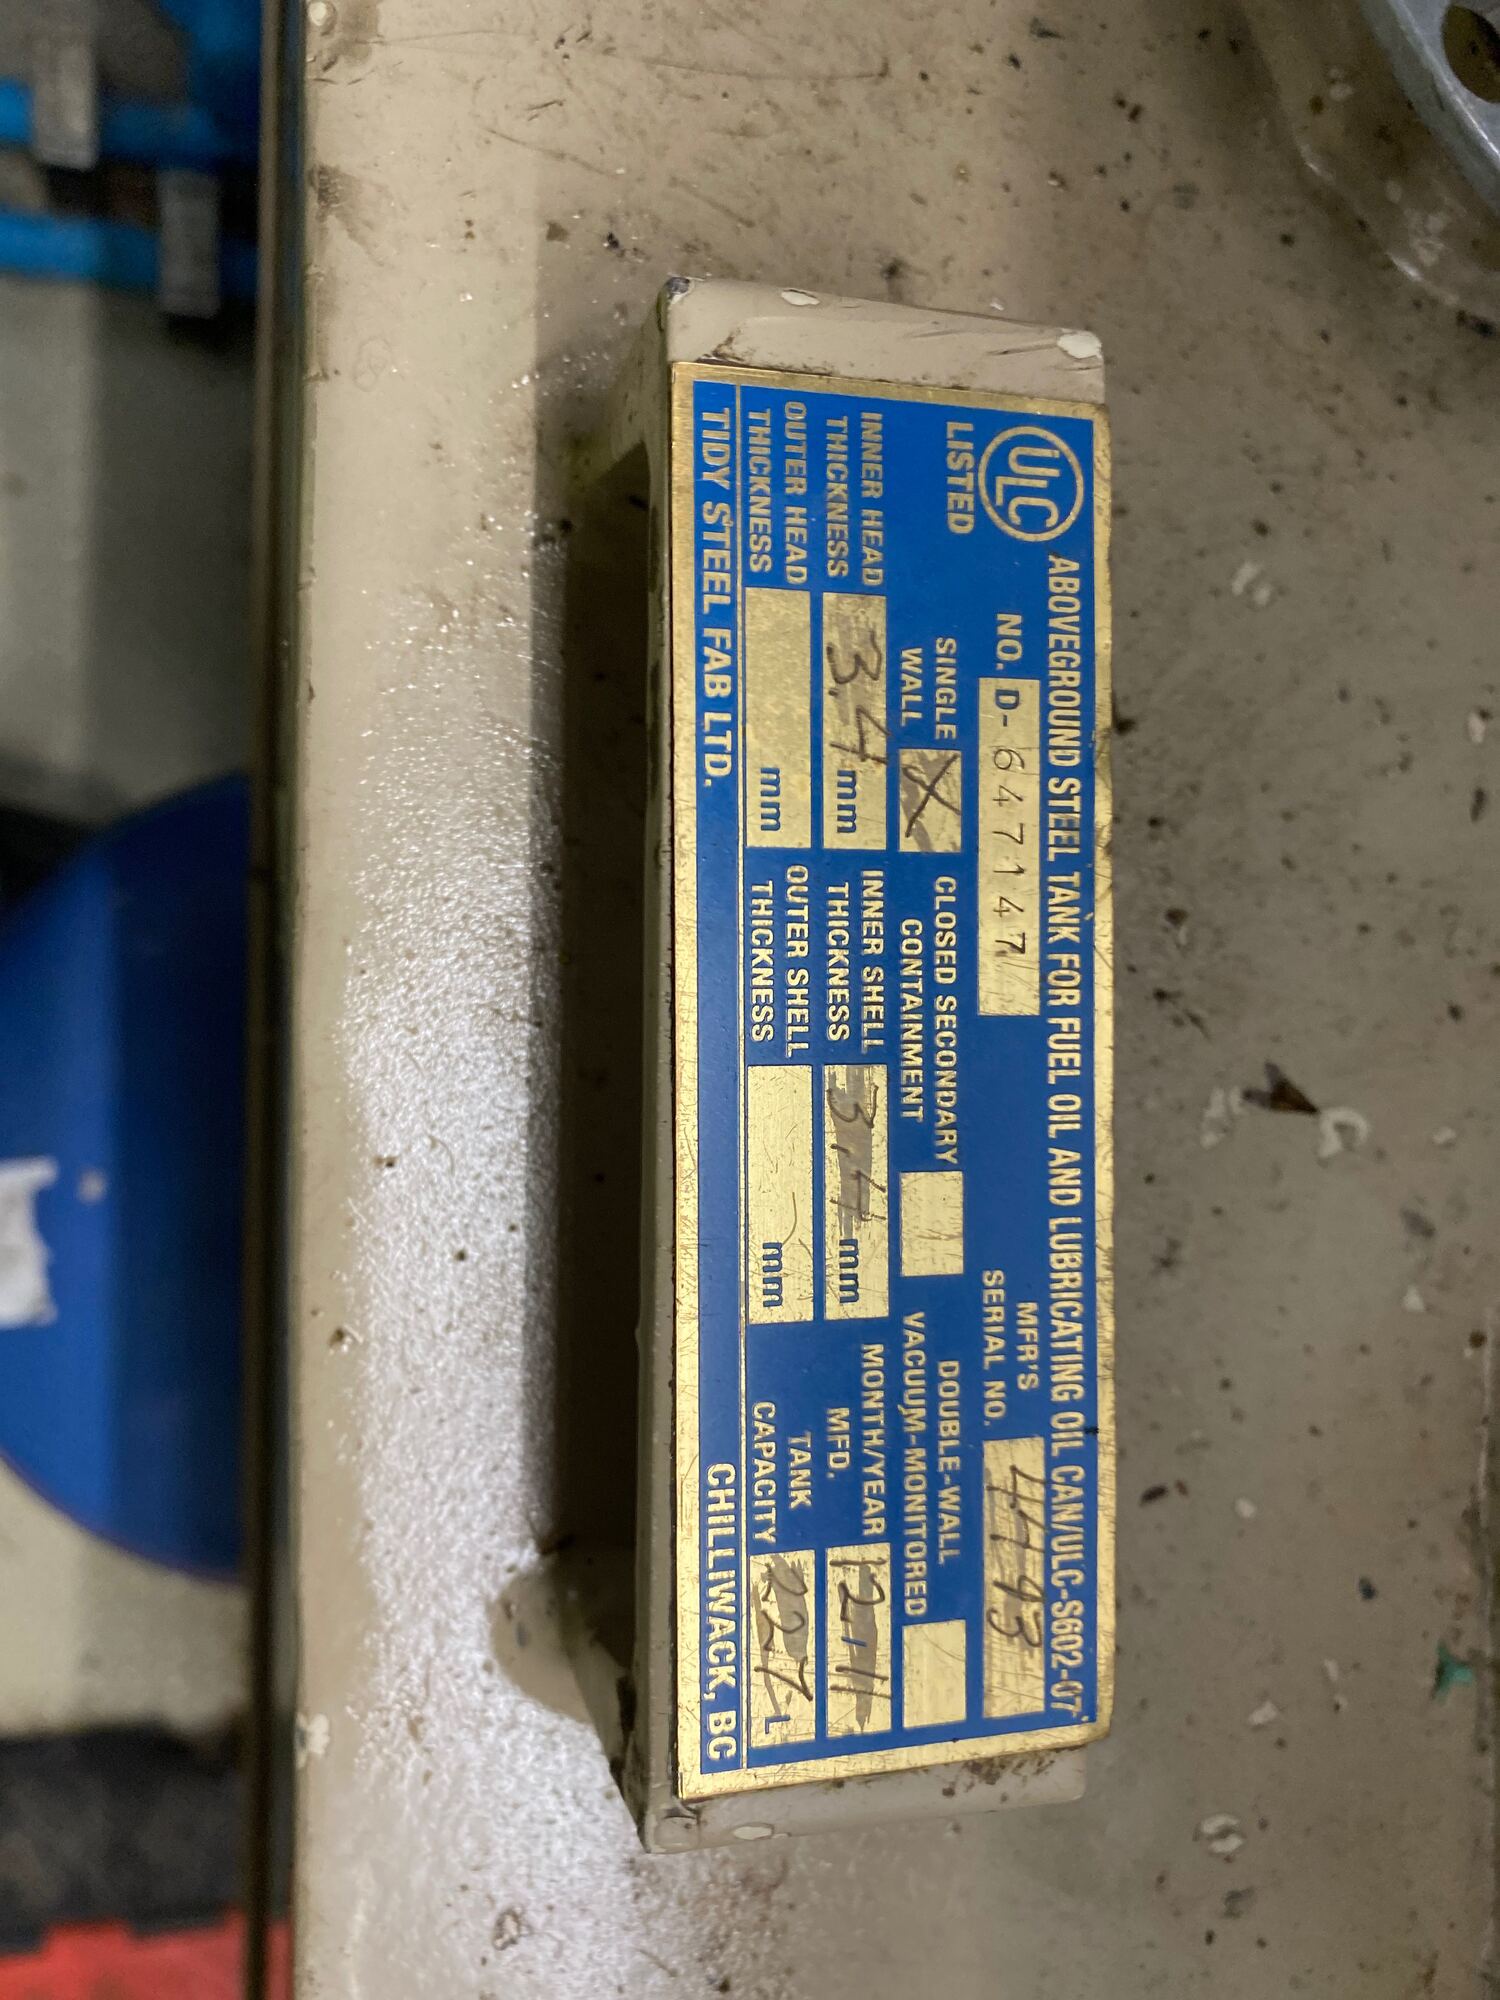 ABOVEGROUND STEEL TANK FOR FUEL OIL AND LUBRICATING OIL CAN/ULC-S602-07
ULC
LISTED
NO. D- 647147
MFR'S
SERIAL NO. 4493
SINGLE
WALL X
CLOSED SECONDARY
CONTAINMENT
DOUBLE-WALL
VACUUM-MONITORED
INNER HEAD
THICKNESS 3.4 mm
INNER SHELL
THICKNESS 3.4 mm
MONTH/YEAR
MFD. 12-11
OUTER HEAD
THICKNESS mm
OUTER SHELL
THICKNESS mm
TANK
CAPACITY 227 L
TIDY STEEL FAB LTD. CHILLIWACK, BC